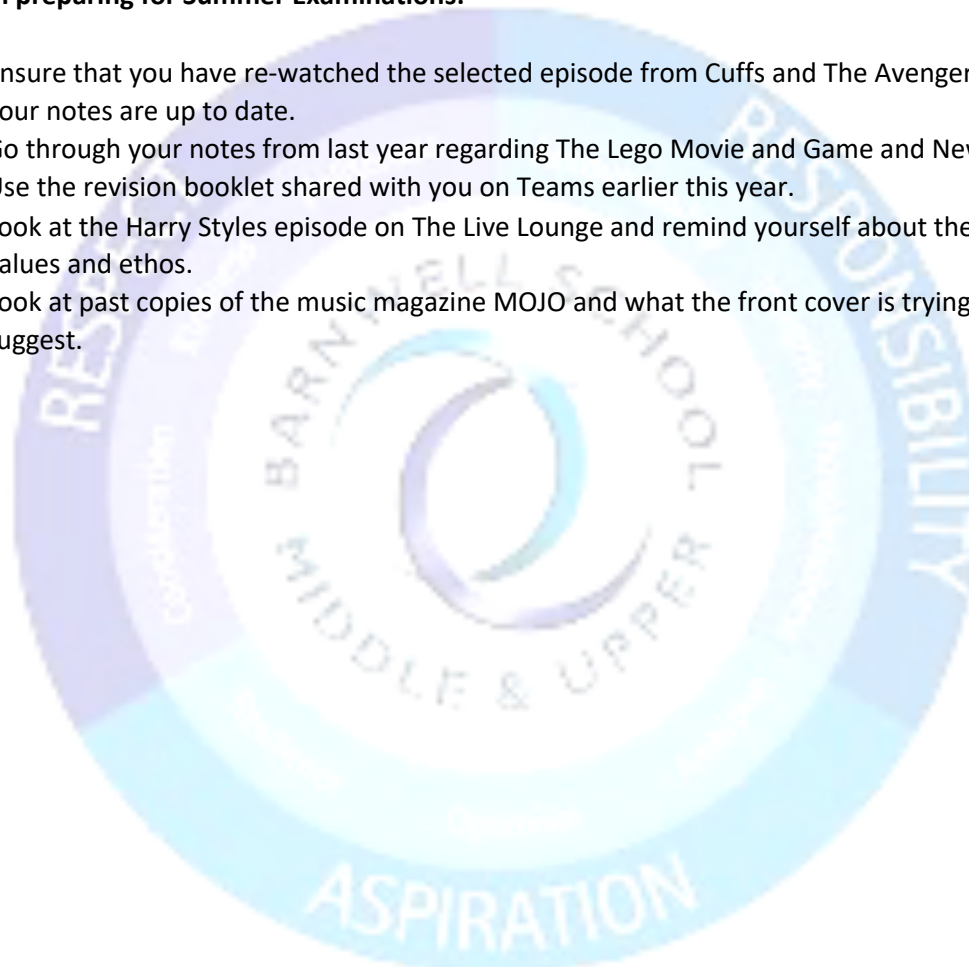 preparing for Summer Examinations:
nsure that you have re-watched the selected episode from Cuffs and The Avenger
our notes are up to date.
o through your notes from last year regarding The Lego Movie and Game and Ne
se the revision booklet shared with you on Teams earlier this year.
ook at the Harry Styles episode on The Live Lounge and remind yourself about the
alues and ethos.
ook at past copies of the music magazine MOJO and what the front cover is trying
uggest.
RESPECT
RESPONSIBILITY
BARNWELL SCHOOL
MIDDLE & UPPER
ASPIRATION